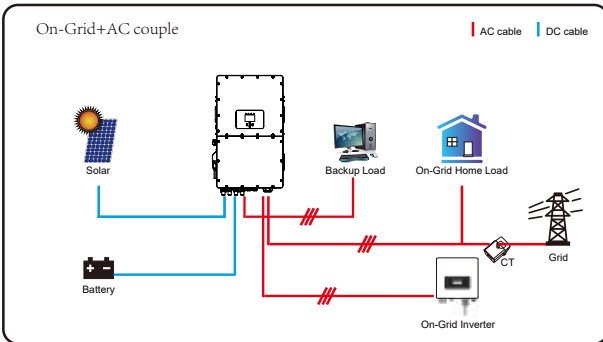 On-Grid+AC couple
AC cable
DC cable
Solar
Backup Load
On-Grid Home Load
CT
Grid
Battery
On-Grid Inverter